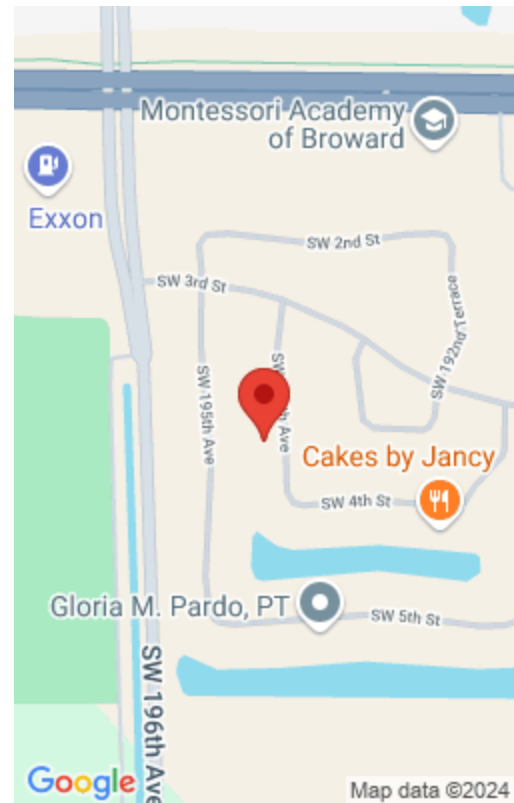 Montessori Academy
of Broward
Exxon
SW 2nd St
SW 3rd St
SW 192nd Terrace
SW 195th Ave
Ave
Cakes by Jancy
SW 4th St
Gloria M. Pardo, PT
SW 5th St
SW 196th Ave
Google
Map data ©2024